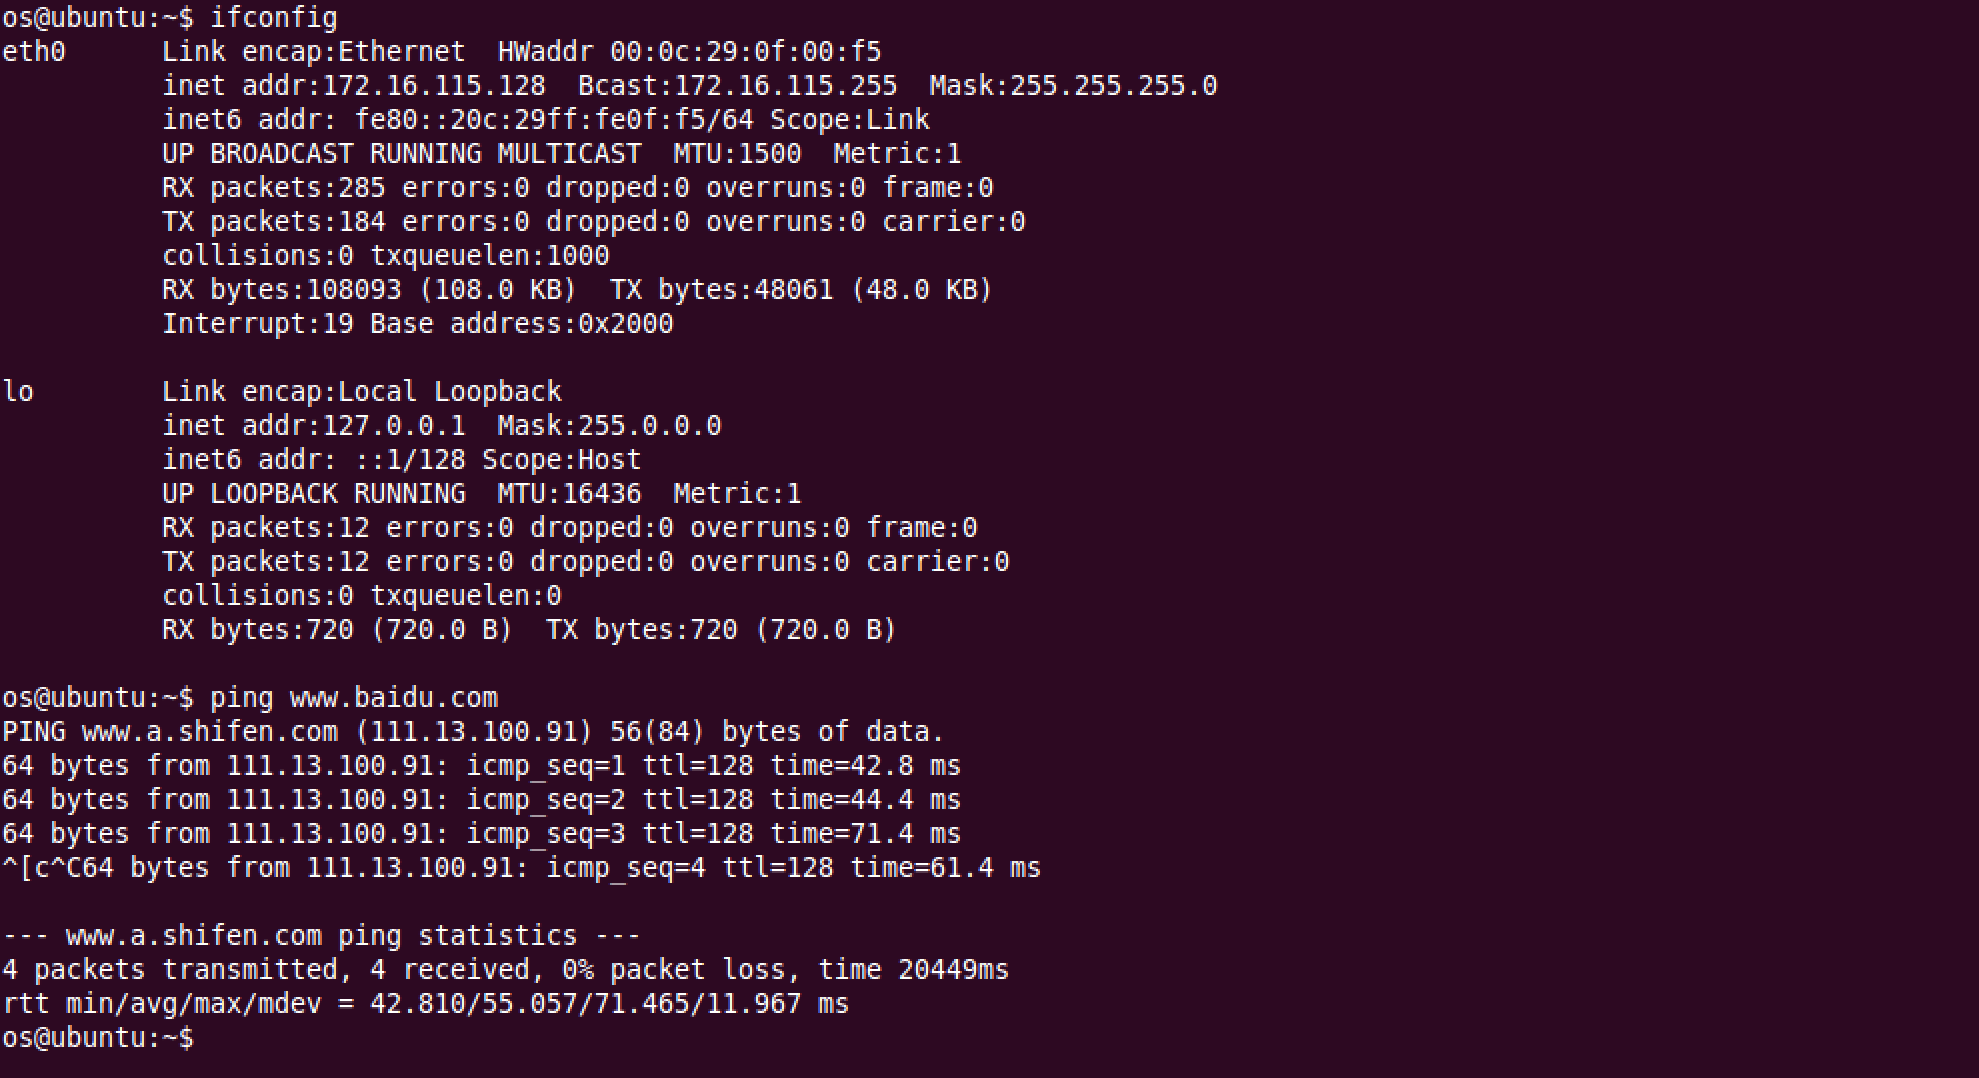 os@ubuntu:~$ ifconfig
eth0      Link encap:Ethernet  HWaddr 00:0c:29:0f:00:f5
          inet addr:172.16.115.128  Bcast:172.16.115.255  Mask:255.255.255.0
          inet6 addr: fe80::20c:29ff:fe0f:f5/64 Scope:Link
          UP BROADCAST RUNNING MULTICAST  MTU:1500  Metric:1
          RX packets:285 errors:0 dropped:0 overruns:0 frame:0
          TX packets:184 errors:0 dropped:0 overruns:0 carrier:0
          collisions:0 txqueuelen:1000
          RX bytes:108093 (108.0 KB)  TX bytes:48061 (48.0 KB)
          Interrupt:19 Base address:0x2000

lo        Link encap:Local Loopback
          inet addr:127.0.0.1  Mask:255.0.0.0
          inet6 addr: ::1/128 Scope:Host
          UP LOOPBACK RUNNING  MTU:16436  Metric:1
          RX packets:12 errors:0 dropped:0 overruns:0 frame:0
          TX packets:12 errors:0 dropped:0 overruns:0 carrier:0
          collisions:0 txqueuelen:0
          RX bytes:720 (720.0 B)  TX bytes:720 (720.0 B)

os@ubuntu:~$ ping www.baidu.com
PING www.a.shifen.com (111.13.100.91) 56(84) bytes of data.
64 bytes from 111.13.100.91: icmp_seq=1 ttl=128 time=42.8 ms
64 bytes from 111.13.100.91: icmp_seq=2 ttl=128 time=44.4 ms
64 bytes from 111.13.100.91: icmp_seq=3 ttl=128 time=71.4 ms
^[c^C64 bytes from 111.13.100.91: icmp_seq=4 ttl=128 time=61.4 ms

--- www.a.shifen.com ping statistics ---
4 packets transmitted, 4 received, 0% packet loss, time 20449ms
rtt min/avg/max/mdev = 42.810/55.057/71.465/11.967 ms
os@ubuntu:~$